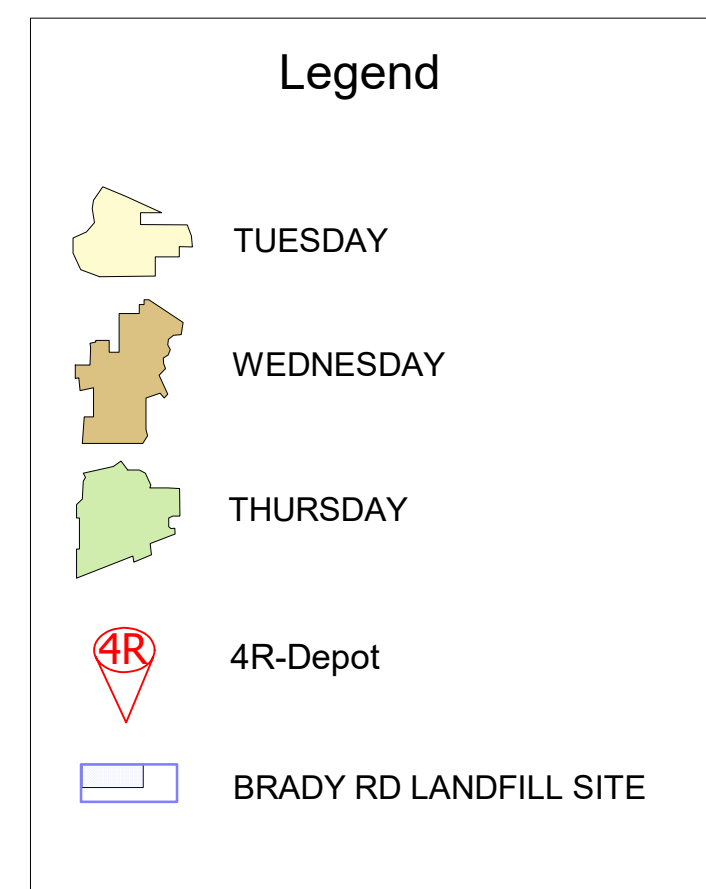 Legend
TUESDAY
WEDNESDAY
THURSDAY
4R
4R-Depot
BRADY RD LANDFILL SITE